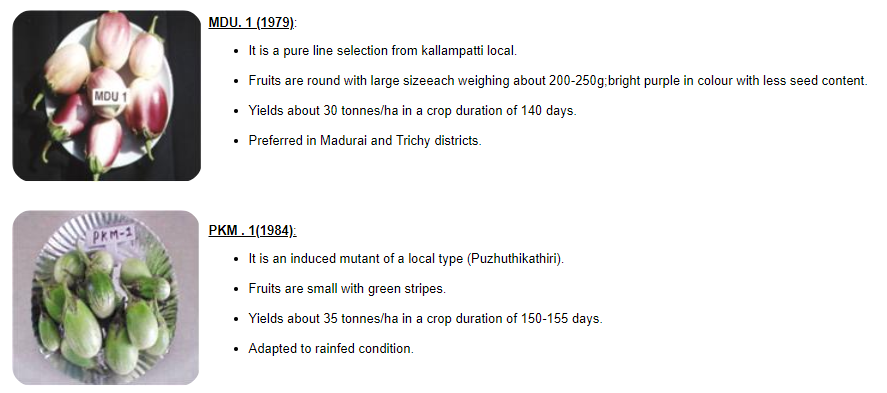 MDU 1
MDU. 1 (1979):
It is a pure line selection from kallampatti local.
Fruits are round with large sizeeach weighing about 200-250g;bright purple in colour with less seed content.
Yields about 30 tonnes/ha in a crop duration of 140 days.
Preferred in Madurai and Trichy districts.
PKM-1
PKM . 1(1984):
It is an induced mutant of a local type (Puzhuthikathiri).
Fruits are small with green stripes.
Yields about 35 tonnes/ha in a crop duration of 150-155 days.
Adapted to rainfed condition.